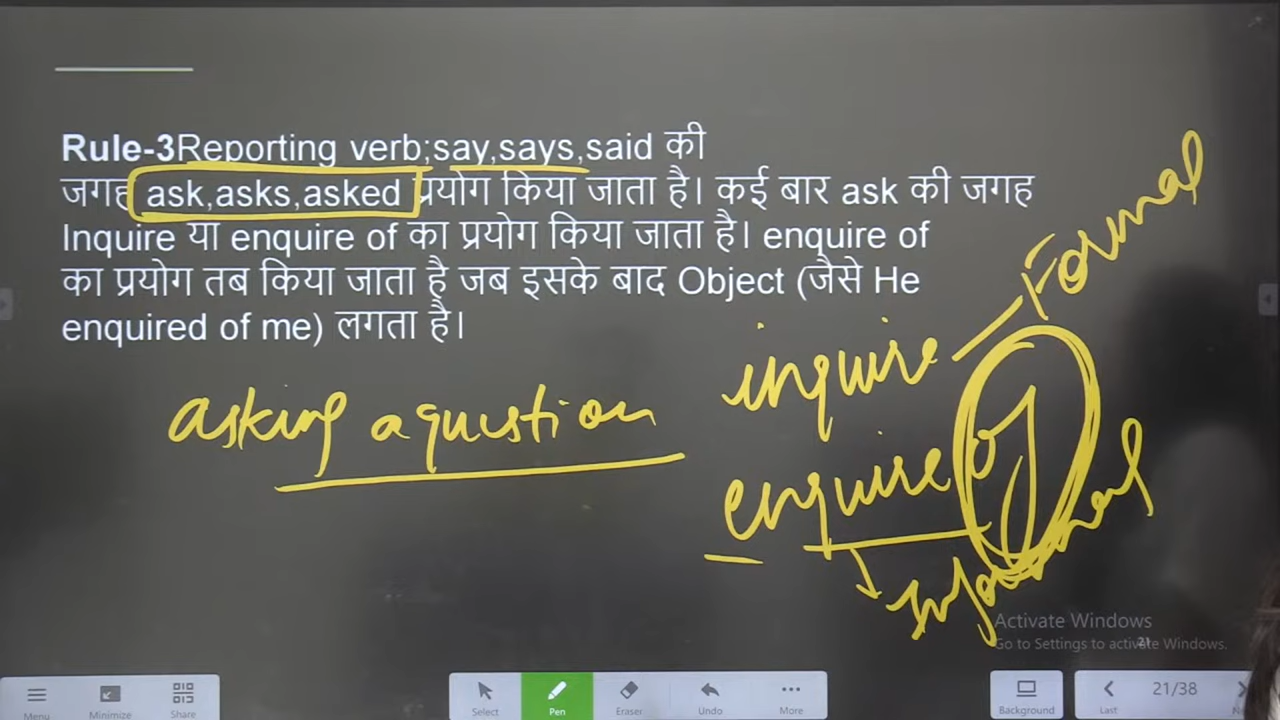 Rule-3Reporting verb;say,says,said की
जगह ask,asks,asked प्रयोग किया जाता है। कई बार ask की जगह
Inquire या enquire of का प्रयोग किया जाता है। enquire of
का प्रयोग तब किया जाता है जब इसके बाद Object (जैसे He
enquired of me) लगता है।
Formal
inquire
asking a question
enquire of
Informal
Activate Windows
Go to Settings to activate Windows.
21
Menu
Minimize
Share
Select
Pen
Eraser
Undo
More
Background
Last
21/38